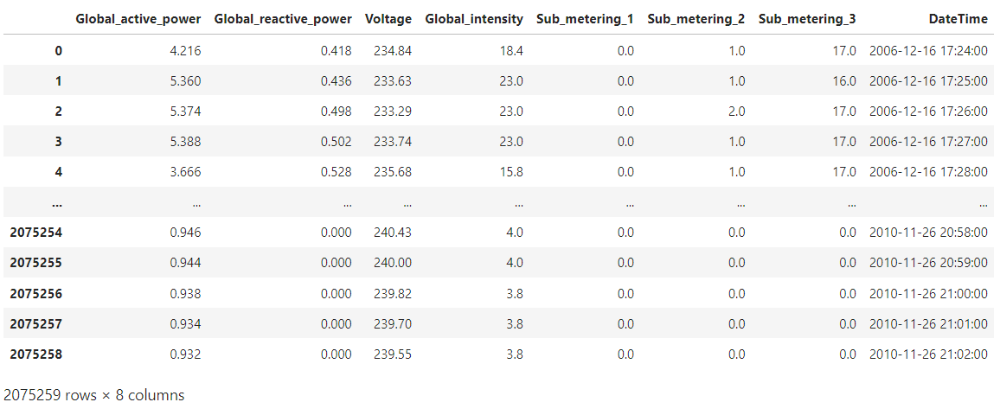 Global_active_power Global_reactive_power Voltage Global_intensity Sub_metering_1 Sub_metering_2 Sub_metering_3 DateTime
0 4.216 0.418 234.84 18.4 0.0 1.0 17.0 2006-12-16 17:24:00
1 5.360 0.436 233.63 23.0 0.0 1.0 16.0 2006-12-16 17:25:00
2 5.374 0.498 233.29 23.0 0.0 2.0 17.0 2006-12-16 17:26:00
3 5.388 0.502 233.74 23.0 0.0 1.0 17.0 2006-12-16 17:27:00
4 3.666 0.528 235.68 15.8 0.0 1.0 17.0 2006-12-16 17:28:00
... ... ... ... ... ... ... ... ...
2075254 0.946 0.000 240.43 4.0 0.0 0.0 0.0 2010-11-26 20:58:00
2075255 0.944 0.000 240.00 4.0 0.0 0.0 0.0 2010-11-26 20:59:00
2075256 0.938 0.000 239.82 3.8 0.0 0.0 0.0 2010-11-26 21:00:00
2075257 0.934 0.000 239.70 3.8 0.0 0.0 0.0 2010-11-26 21:01:00
2075258 0.932 0.000 239.55 3.8 0.0 0.0 0.0 2010-11-26 21:02:00
2075259 rows × 8 columns